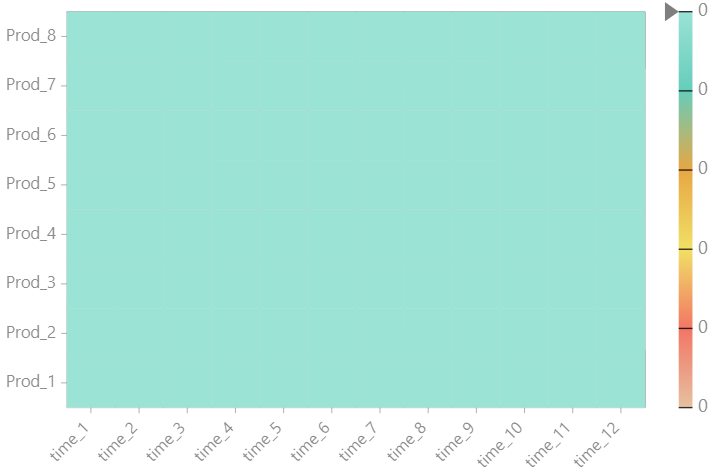 Prod_8
Prod_7
Prod_6
Prod_5
Prod_4
Prod_3
Prod_2
Prod_1
time_1
time_2
time_3
time_4
time_5
time_6
time_7
time_8
time_9
time_10
time_11
time_12
0
0
0
0
0
0